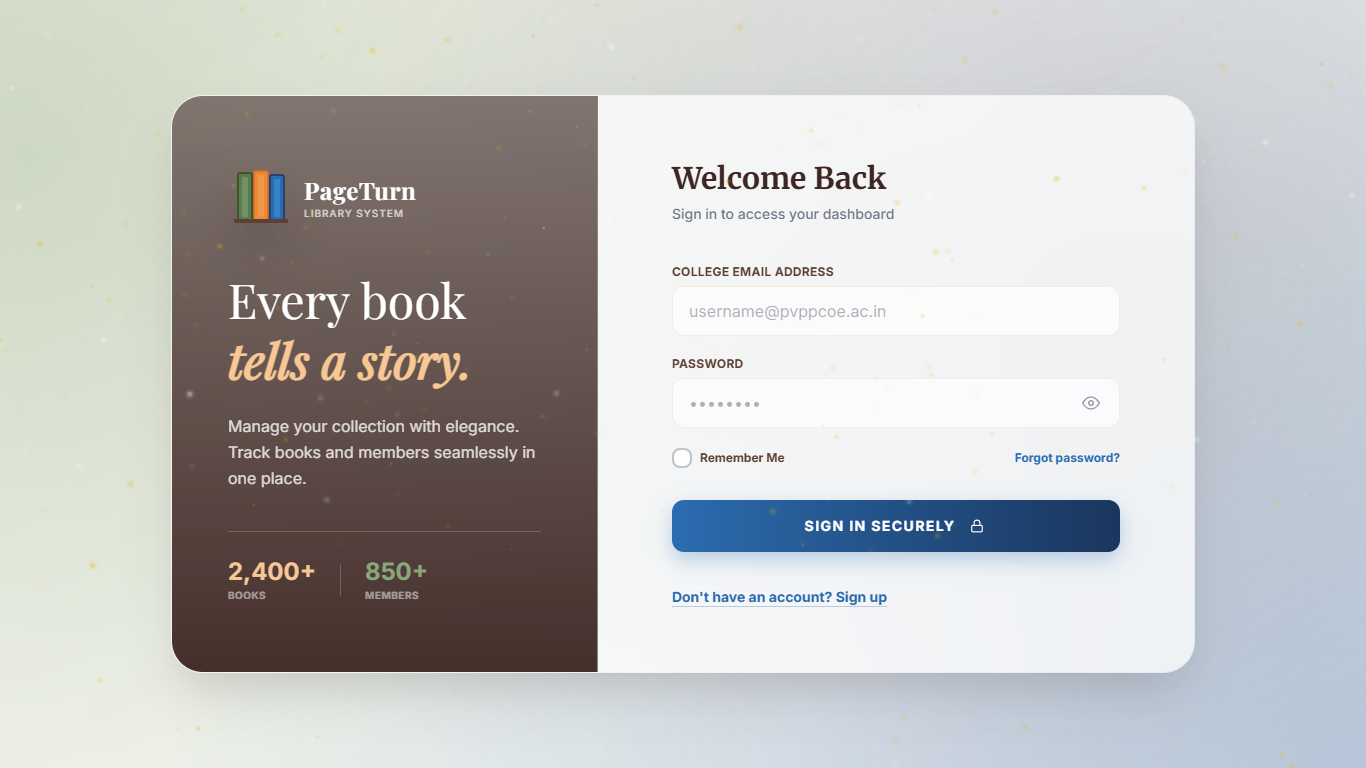 PageTurn
LIBRARY SYSTEM
Every book
tells a story.
Manage your collection with elegance.
Track books and members seamlessly in
one place.
2,400+
BOOKS
850+
MEMBERS
Welcome Back
Sign in to access your dashboard
COLLEGE EMAIL ADDRESS
username@pvppcoe.ac.in
PASSWORD
••••••••
Remember Me
Forgot password?
SIGN IN SECURELY
Don't have an account? Sign up